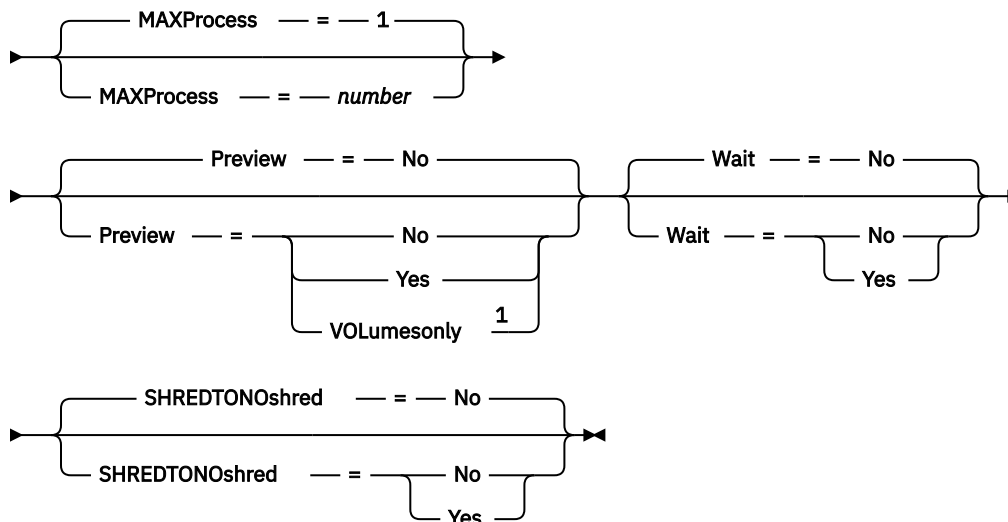 MAXProcess = 1
MAXProcess = number
Preview = No
Wait = No
Preview = No
Wait = No
Yes
Yes
VOLumesonly 1
SHREDTONOshred = No
SHREDTONOshred = No
Yes